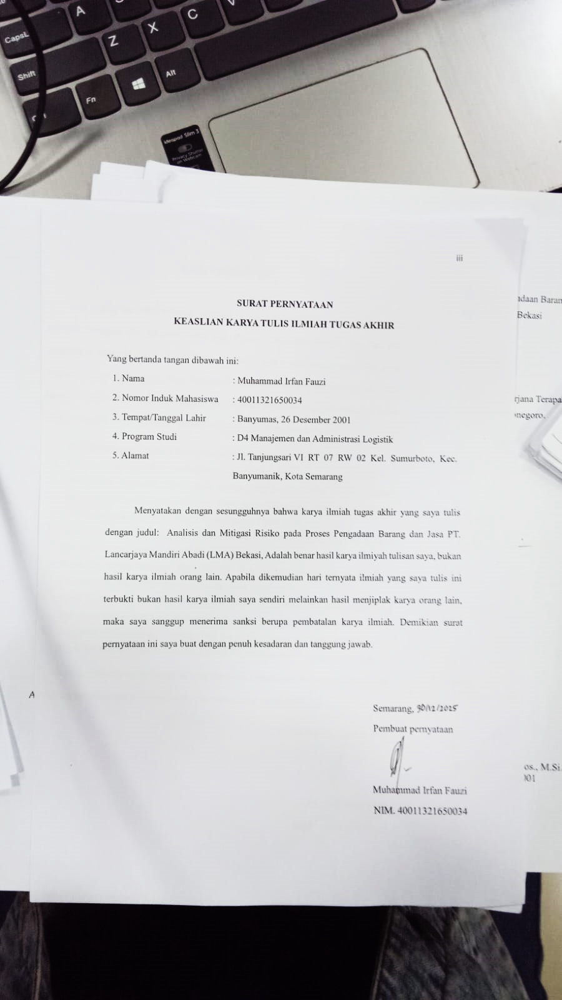 CapsL
A
Z
X
C
V
Shift
Fn
Alt
ideapad Slim 3
Privacy Shutter
on Webcam
iii
SURAT PERNYATAAN
KEASLIAN KARYA TULIS ILMIAH TUGAS AKHIR
Yang bertanda tangan dibawah ini:
1. Nama : Muhammad Irfan Fauzi
2. Nomor Induk Mahasiswa : 40011321650034
3. Tempat/Tanggal Lahir : Banyumas, 26 Desember 2001
4. Program Studi : D4 Manajemen dan Administrasi Logistik
5. Alamat : Jl. Tanjungsari VI RT 07 RW 02 Kel. Sumurboto, Kec.
Banyumanik, Kota Semarang
Menyatakan dengan sesungguhnya bahwa karya ilmiah tugas akhir yang saya tulis
dengan judul: Analisis dan Mitigasi Risiko pada Proses Pengadaan Barang dan Jasa PT.
Lancarjaya Mandiri Abadi (LMA) Bekasi, Adalah benar hasil karya ilmiyah tulisan saya, bukan
hasil karya ilmiah orang lain. Apabila dikemudian hari ternyata ilmiah yang saya tulis ini
terbukti bukan hasil karya ilmiah saya sendiri melainkan hasil menjiplak karya orang lain,
maka saya sanggup menerima sanksi berupa pembatalan karya ilmiah. Demikian surat
pernyataan ini saya buat dengan penuh kesadaran dan tanggung jawab.
A
Semarang, 30/12/2025
Pembuat pernyataan
Muhammad Irfan Fauzi
NIM. 40011321650034
daan Baran
Bekasi
rjana Terapa
negoro,
os., M.Si.
001